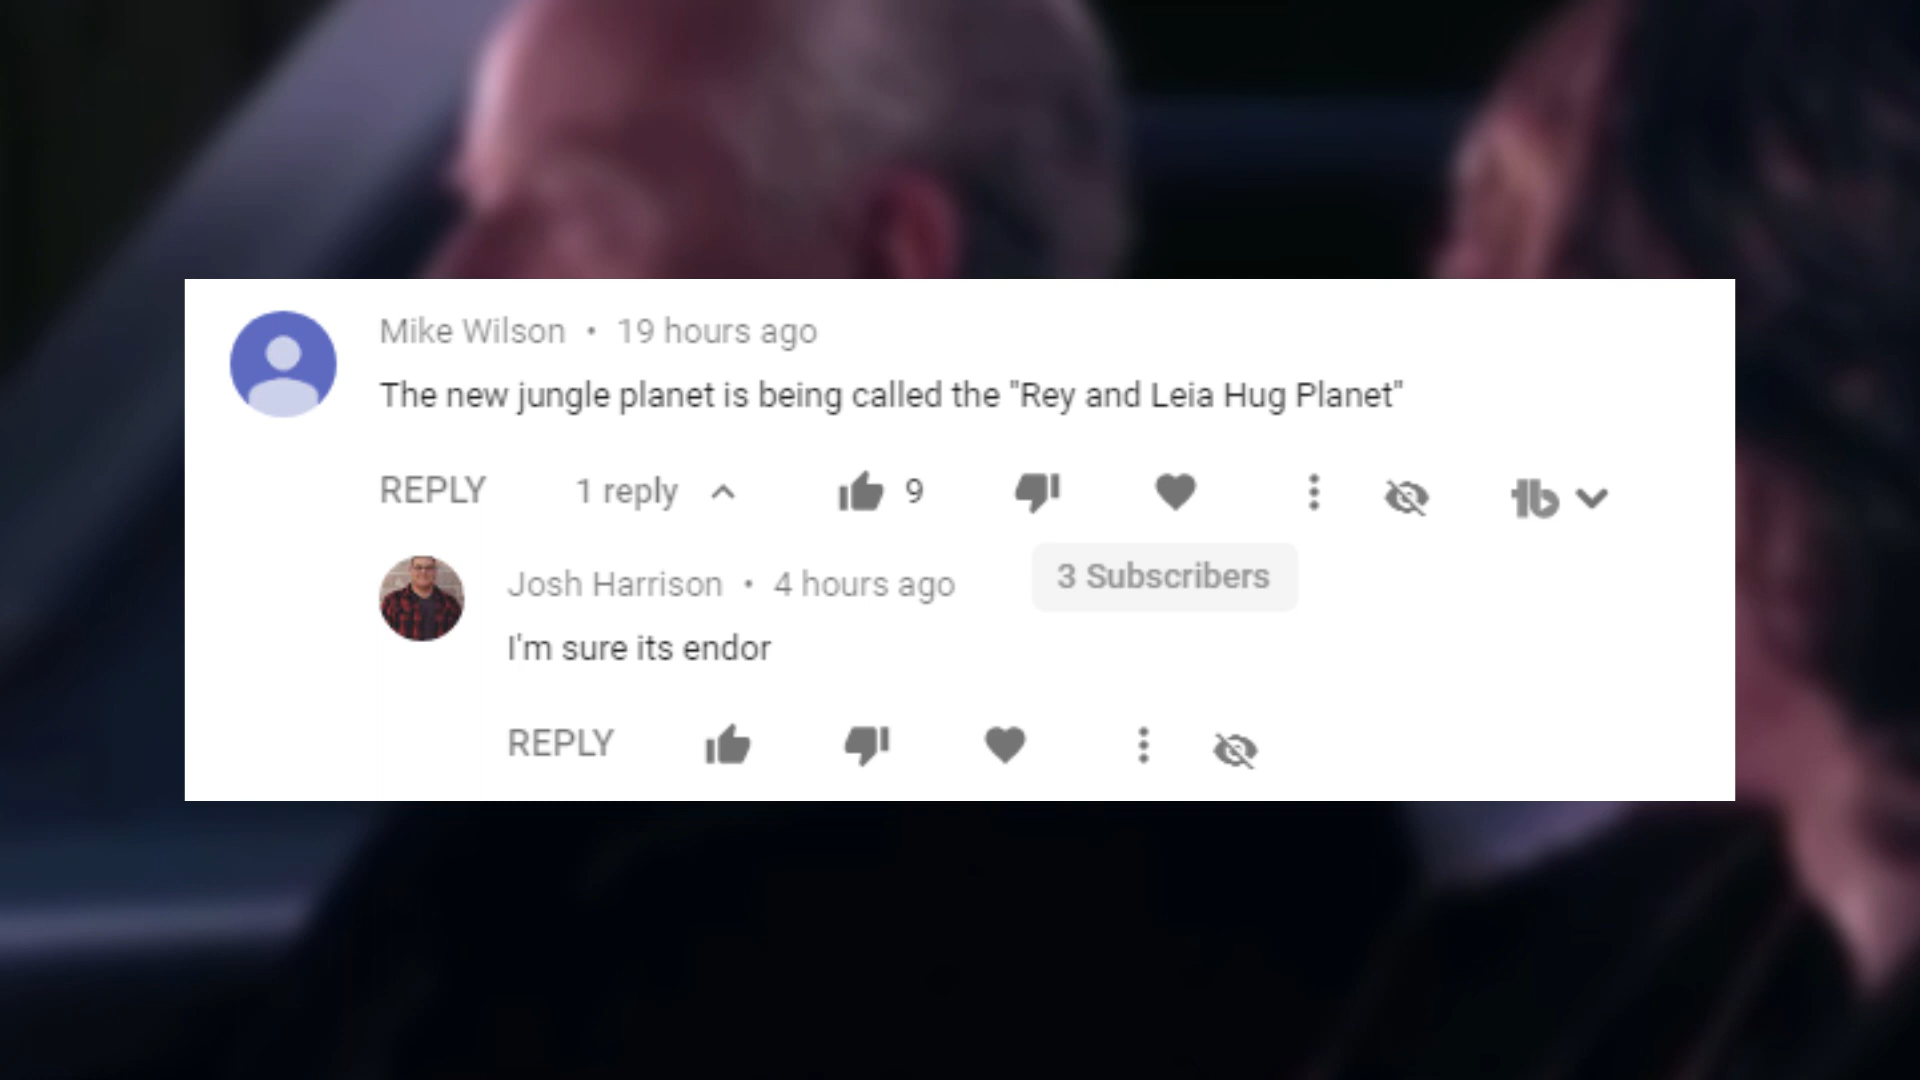 Mike Wilson • 19 hours ago
The new jungle planet is being called the "Rey and Leia Hug Planet"
REPLY 1 reply 9
Josh Harrison • 4 hours ago 3 Subscribers
I'm sure its endor
REPLY